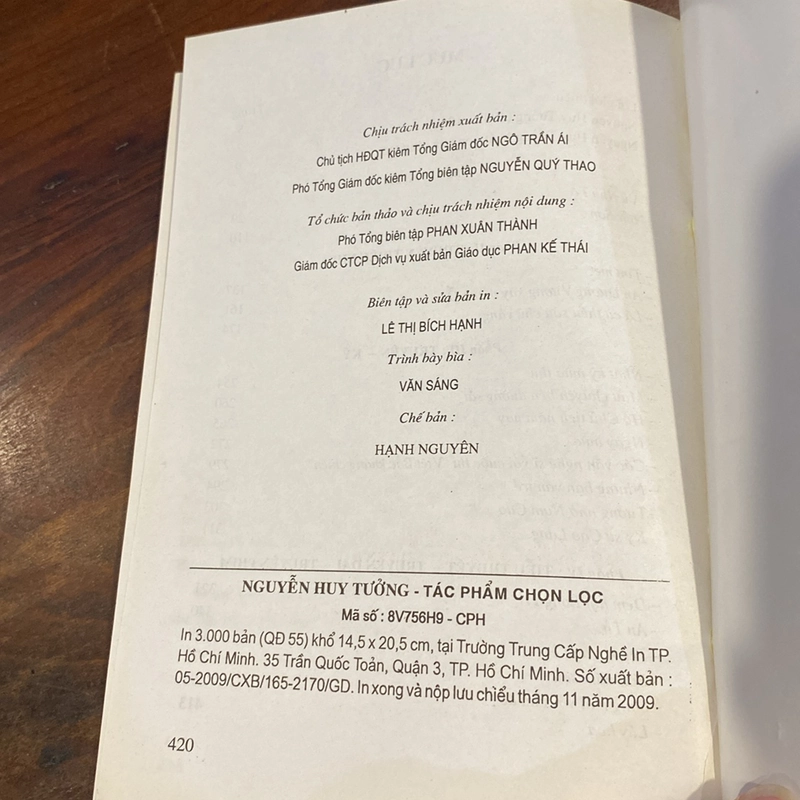 Chịu trách nhiệm xuất bản :
Chủ tịch HĐQT kiêm Tổng Giám đốc NGÔ TRẦN ÁI
Phó Tổng Giám đốc kiêm Tổng biên tập NGUYỄN QUÝ THAO
Tổ chức bản thảo và chịu trách nhiệm nội dung :
Phó Tổng biên tập PHAN XUÂN THÀNH
Giám đốc CTCP Dịch vụ xuất bản Giáo dục PHAN KẾ THÁI
Biên tập và sửa bản in :
LÊ THỊ BÍCH HẠNH
Trình bày bìa :
VĂN SÁNG
Chế bản :
HẠNH NGUYÊN
NGUYỄN HUY TƯỞNG - TÁC PHẨM CHỌN LỌC
Mã số : 8V756H9 - CPH
In 3.000 bản (QĐ 55) khổ 14,5 x 20,5 cm, tại Trường Trung Cấp Nghề In TP.
Hồ Chí Minh. 35 Trần Quốc Toản, Quận 3, TP. Hồ Chí Minh. Số xuất bản :
05-2009/CXB/165-2170/GD. In xong và nộp lưu chiểu tháng 11 năm 2009.
420